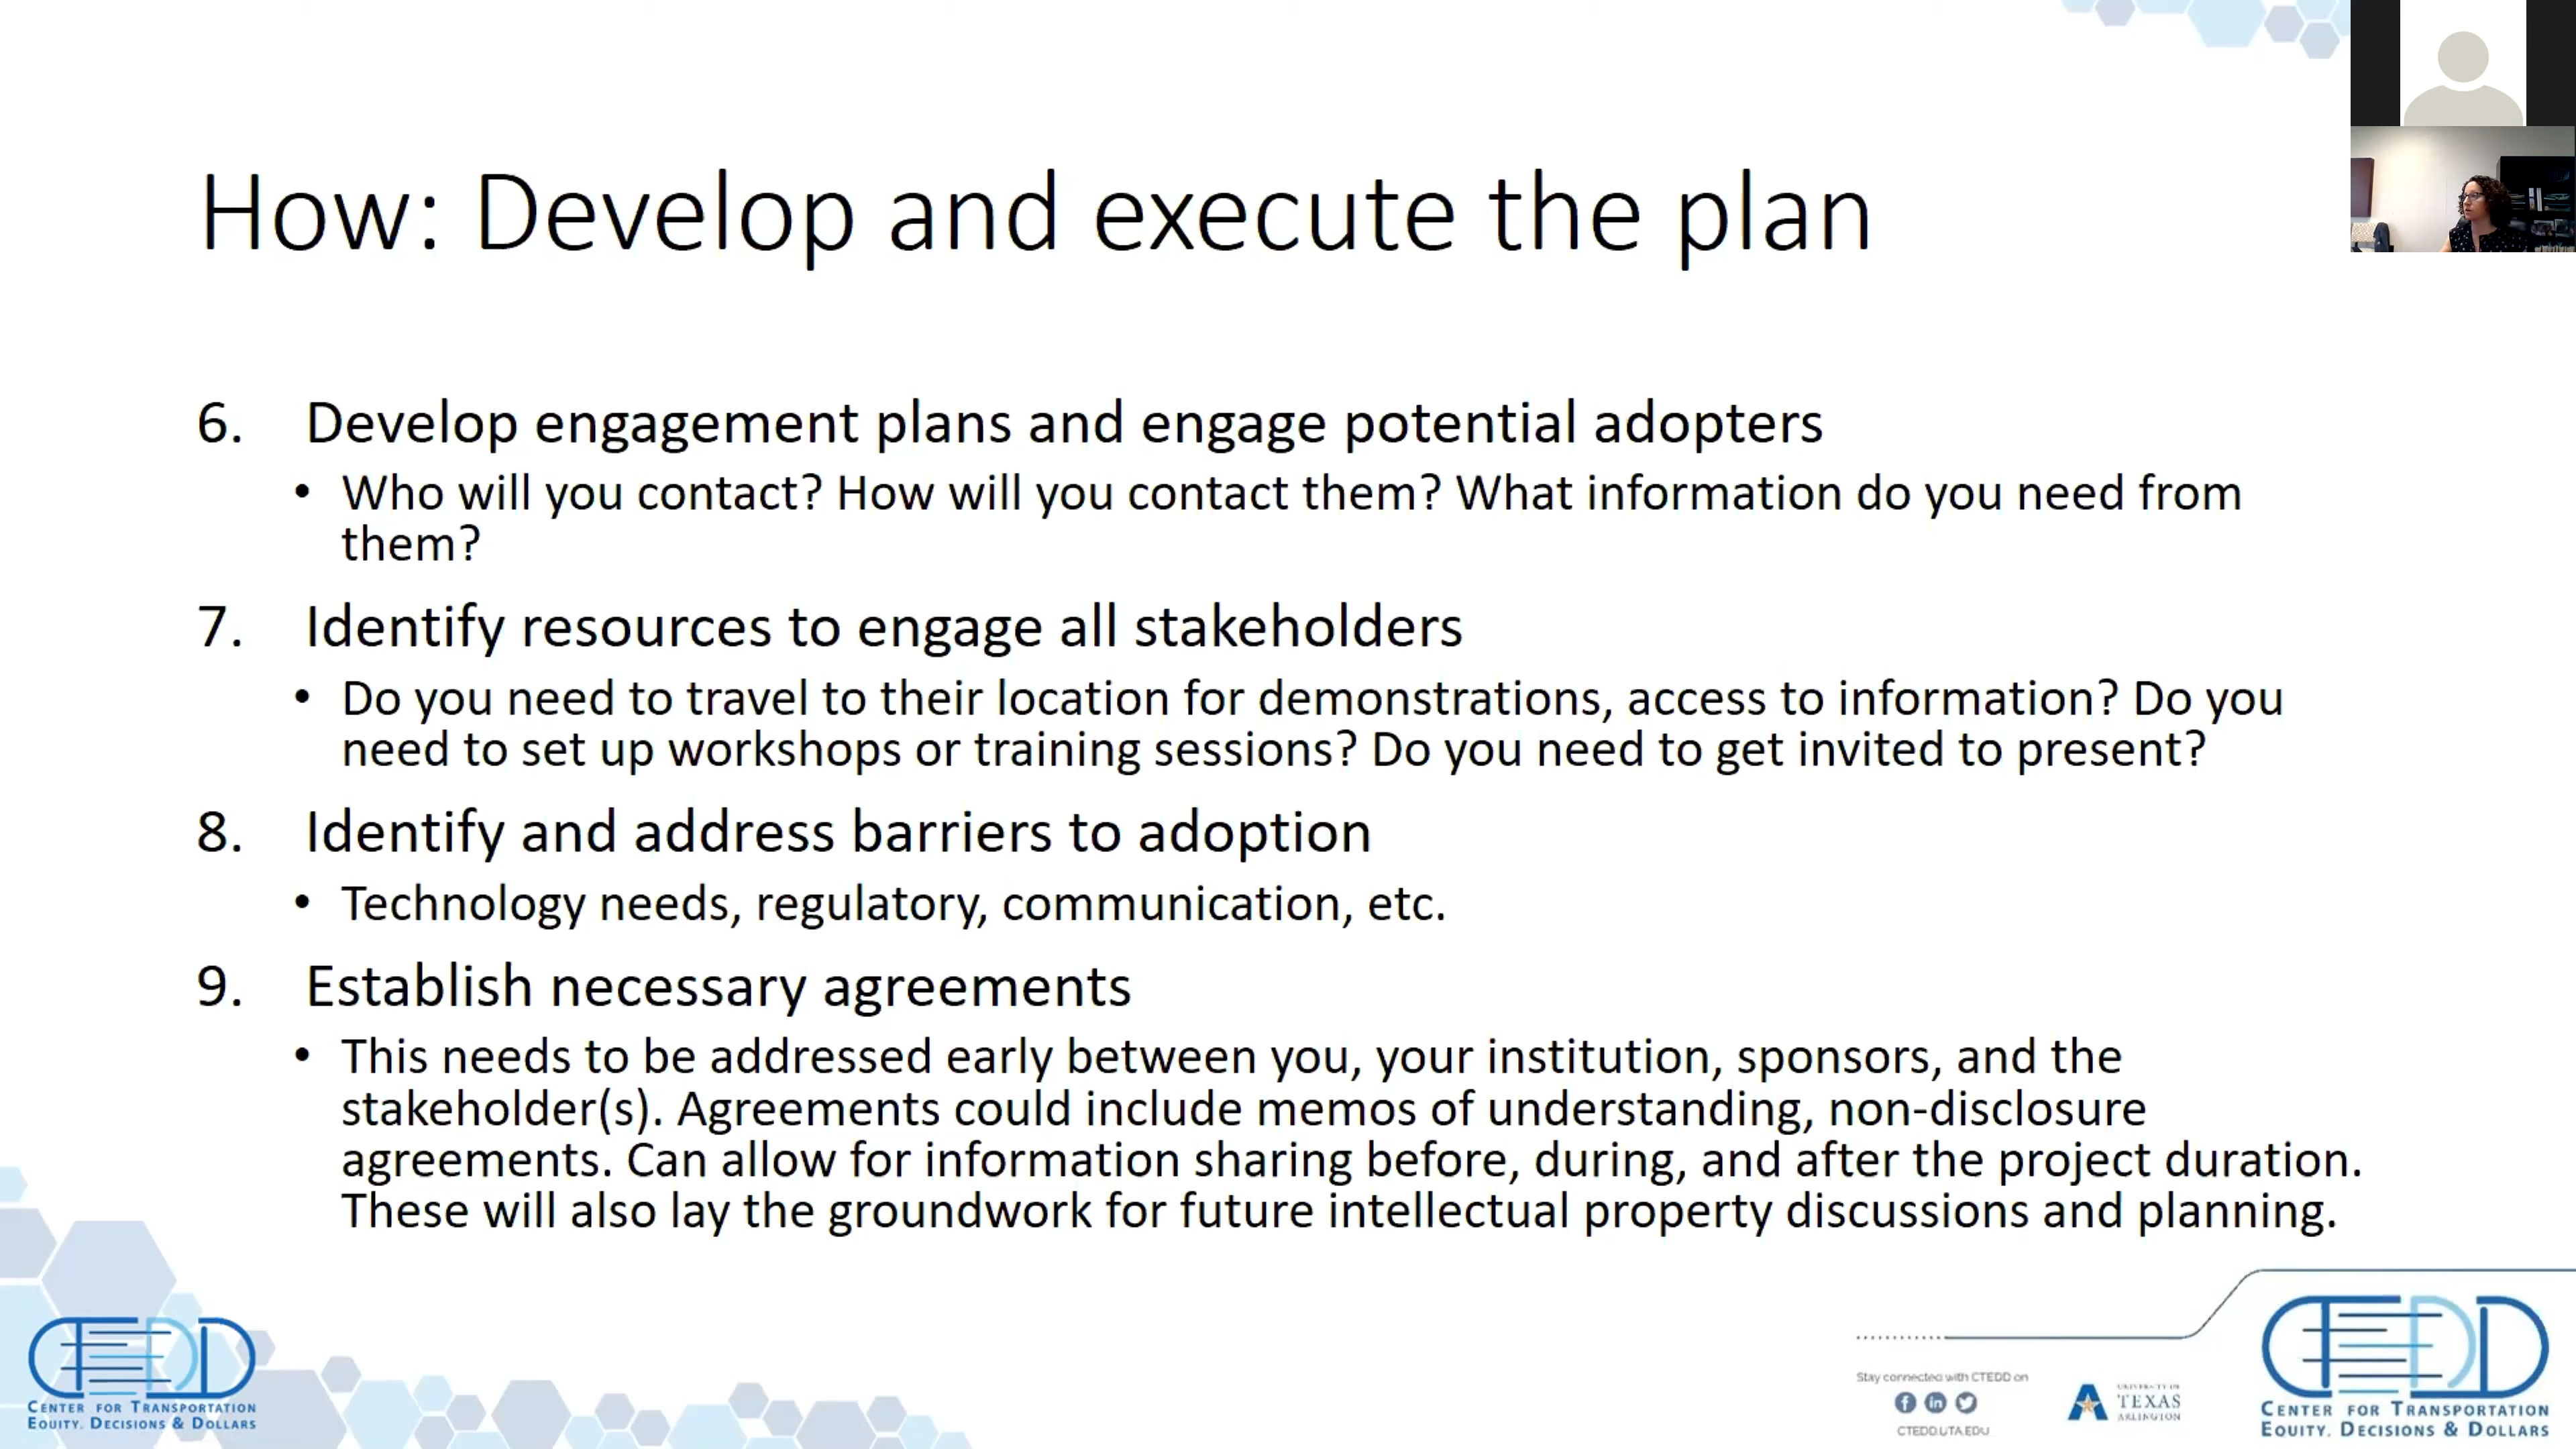 How: Develop and execute the plan
6. Develop engagement plans and engage potential adopters
• Who will you contact? How will you contact them? What information do you need from
them?
7. Identify resources to engage all stakeholders
• Do you need to travel to their location for demonstrations, access to information? Do you
need to set up workshops or training sessions? Do you need to get invited to present?
8. Identify and address barriers to adoption
• Technology needs, regulatory, communication, etc.
9. Establish necessary agreements
• This needs to be addressed early between you, your institution, sponsors, and the
stakeholder(s). Agreements could include memos of understanding, non-disclosure
agreements. Can allow for information sharing before, during, and after the project duration.
These will also lay the groundwork for future intellectual property discussions and planning.
CTEDD
CENTER FOR TRANSPORTATION
EQUITY, DECISIONS & DOLLARS
Stay connected with CTEDD on
CTEDD.UTA.EDU
UNIVERSITY OF
TEXAS
ARLINGTON
CTEDD
CENTER FOR TRANSPORTATION
EQUITY, DECISIONS & DOLLARS